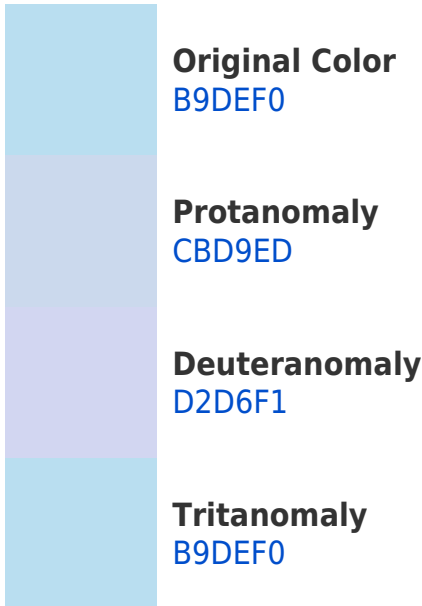 Original Color
B9DEF0
Protanomaly
CBD9ED
Deuteranomaly
D2D6F1
Tritanomaly
B9DEF0